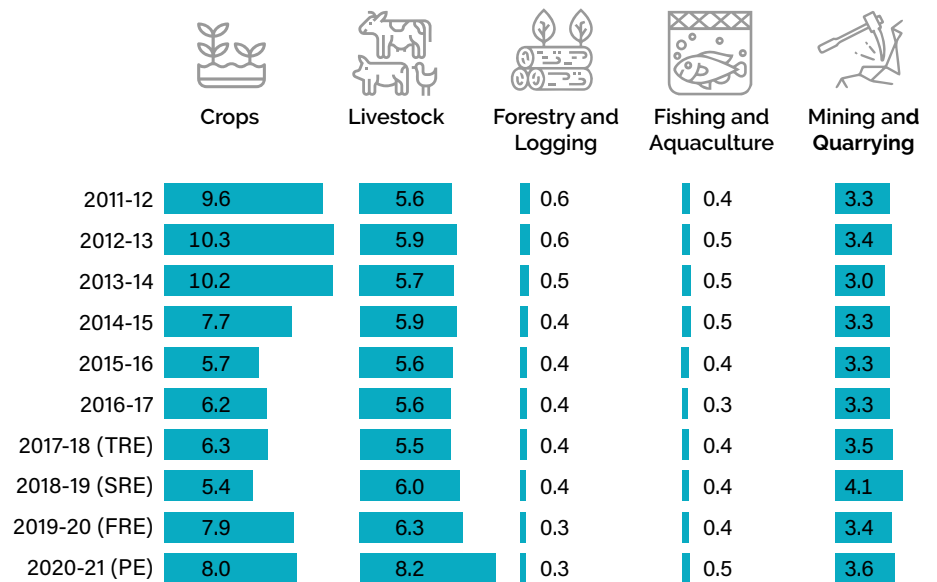 Crops Livestock Forestry and Fishing and Mining and
Logging Aquaculture Quarrying
2011-12 9.6 5.6 0.6 0.4 3.3
2012-13 10.3 5.9 0.6 0.5 3.4
2013-14 10.2 5.7 0.5 0.5 3.0
2014-15 7.7 5.9 0.4 0.5 3.3
2015-16 5.7 5.6 0.4 0.4 3.3
2016-17 6.2 5.6 0.4 0.3 3.3
2017-18 (TRE) 6.3 5.5 0.4 0.4 3.5
2018-19 (SRE) 5.4 6.0 0.4 0.4 4.1
2019-20 (FRE) 7.9 6.3 0.3 0.4 3.4
2020-21 (PE) 8.0 8.2 0.3 0.5 3.6